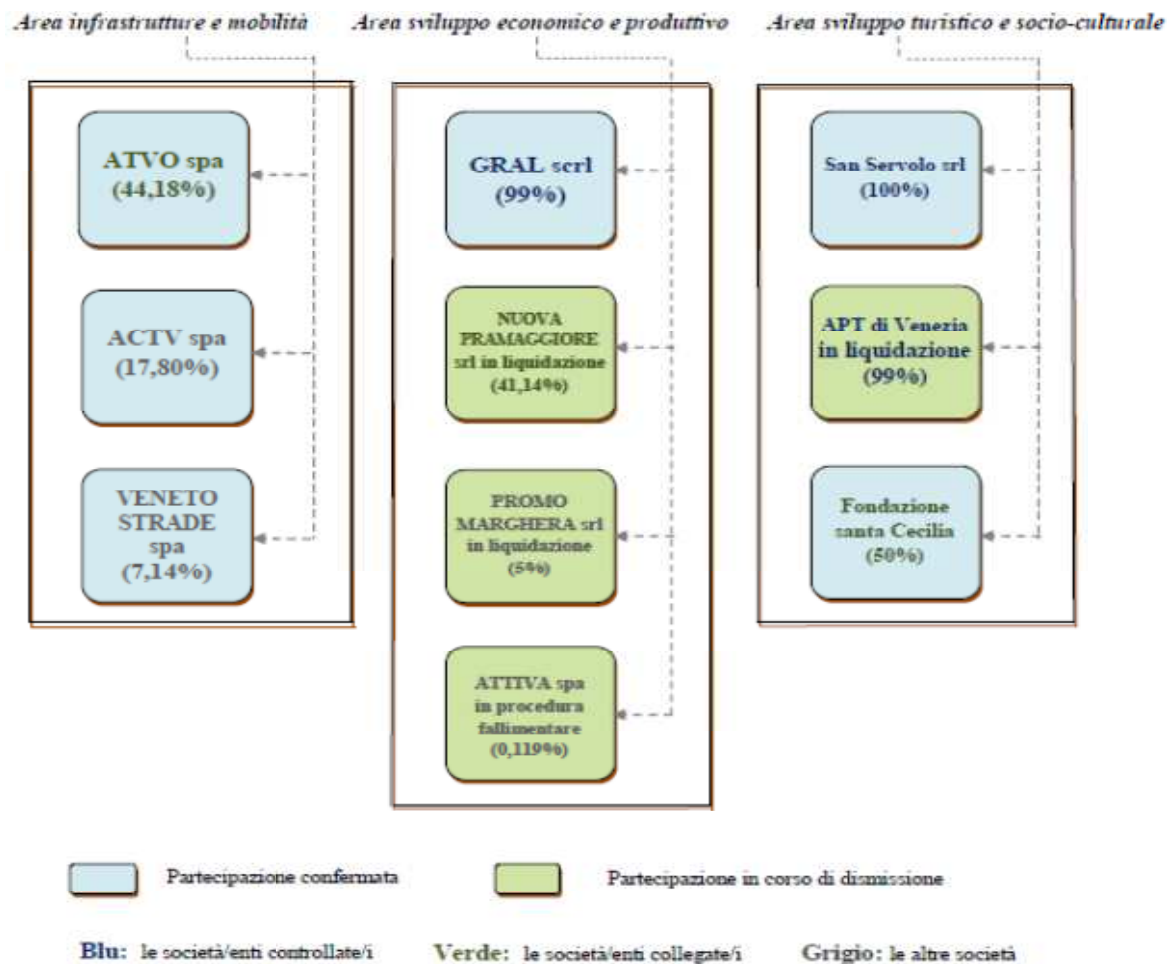 Area infrastrutture e mobilità
Area sviluppo economico e produttivo
Area sviluppo turistico e socio-culturale
ATVO spa
(44,18%)
ACTV spa
(17,80%)
VENETO
STRADE
spa
(7,14%)
GRAL scrl
(99%)
NUOVA
PRAMAGGIORE
srl in liquidazione
(41,14%)
PROMO
MARGHERA srl
in liquidazione
(5%)
ATTIVA spa
in procedura
fallimentare
(0,119%)
San Servolo srl
(100%)
APT di Venezia
in liquidazione
(99%)
Fondazione
santa Cecilia
(50%)
Partecipazione confermata
Partecipazione in corso di dismissione
Blu: le società/enti controllate/i
Verde: le società/enti collegate/i
Grigio: le altre società